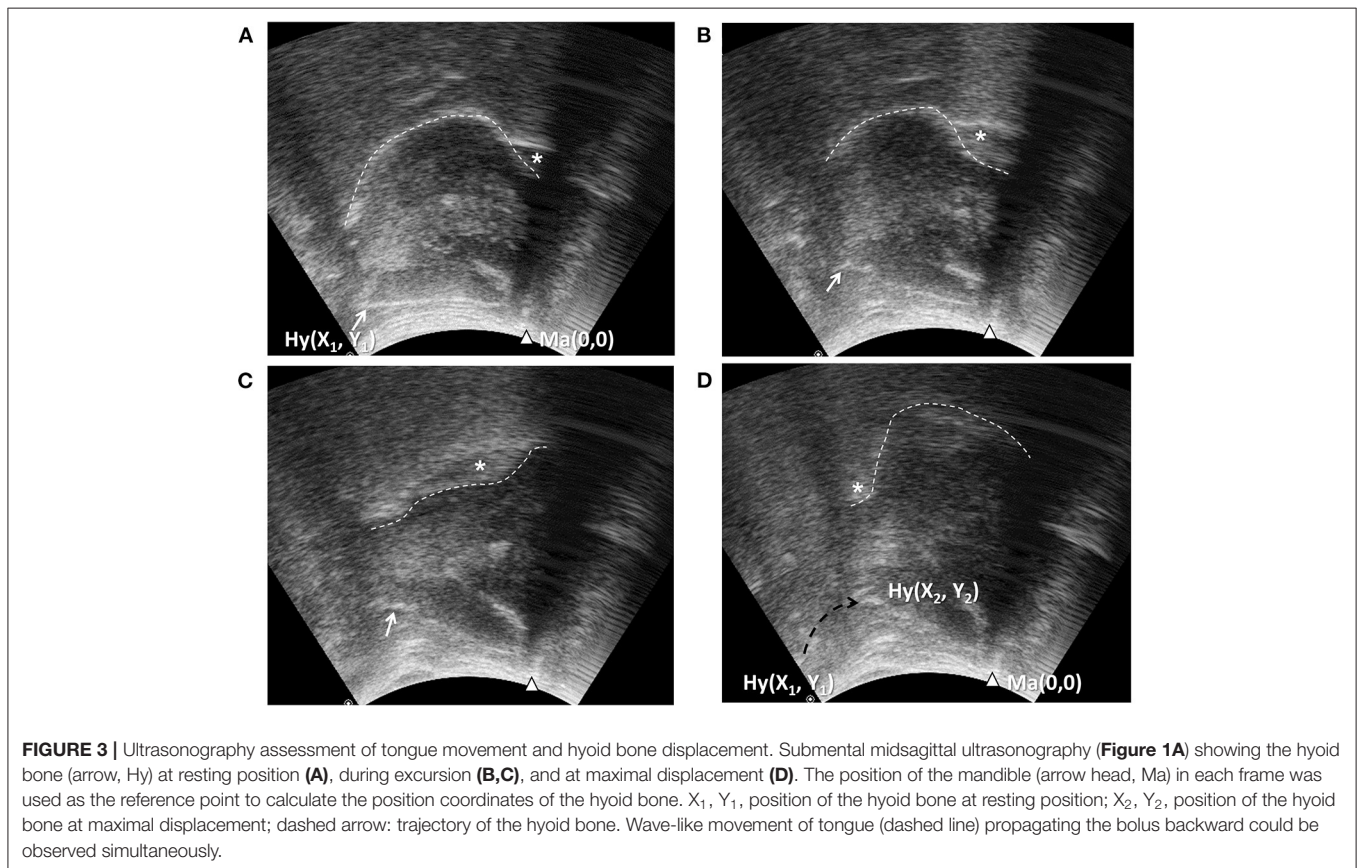 A
B
*
*
Hy(X₁, Y₁)
Ma(0,0)
C
D
*
*
Hy(X₂, Y₂)
Hy(X₁, Y₁)
Ma(0,0)
FIGURE 3 | Ultrasonography assessment of tongue movement and hyoid bone displacement. Submental midsagittal ultrasonography (Figure 1A) showing the hyoid
bone (arrow, Hy) at resting position (A), during excursion (B,C), and at maximal displacement (D). The position of the mandible (arrow head, Ma) in each frame was
used as the reference point to calculate the position coordinates of the hyoid bone. X₁, Y₁, position of the hyoid bone at resting position; X₂, Y₂, position of the hyoid
bone at maximal displacement; dashed arrow: trajectory of the hyoid bone. Wave-like movement of tongue (dashed line) propagating the bolus backward could be
observed simultaneously.